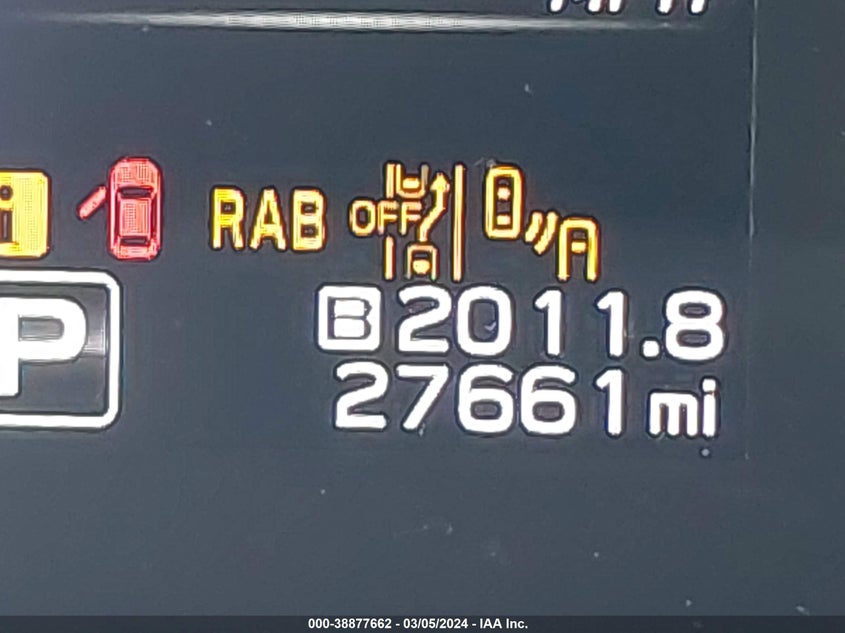 RAB OFF A
P
B 2011.8
27661 mi
000-38877662 - 03/05/2024 - IAA Inc.